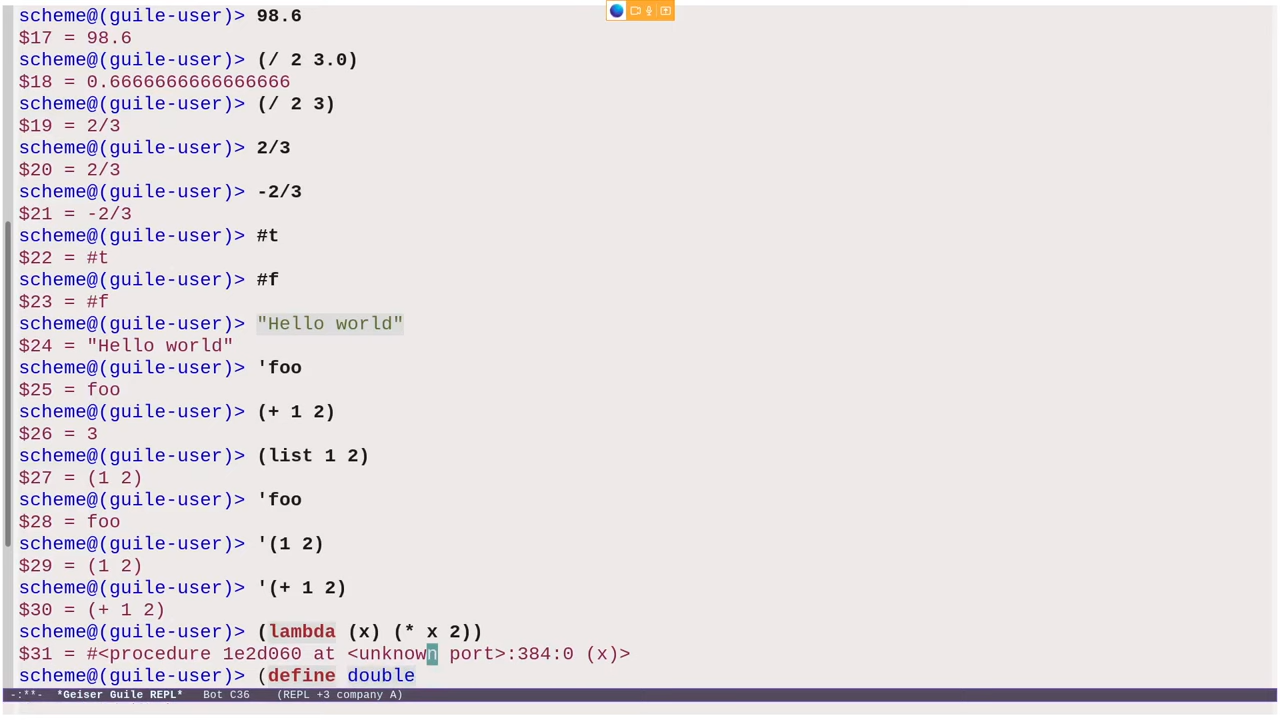 scheme@(guile-user)> 98.6
$17 = 98.6
scheme@(guile-user)> (/ 2 3.0)
$18 = 0.6666666666666666
scheme@(guile-user)> (/ 2 3)
$19 = 2/3
scheme@(guile-user)> 2/3
$20 = 2/3
scheme@(guile-user)> -2/3
$21 = -2/3
scheme@(guile-user)> #t
$22 = #t
scheme@(guile-user)> #f
$23 = #f
scheme@(guile-user)> "Hello world"
$24 = "Hello world"
scheme@(guile-user)> 'foo
$25 = foo
scheme@(guile-user)> (+ 1 2)
$26 = 3
scheme@(guile-user)> (list 1 2)
$27 = (1 2)
scheme@(guile-user)> 'foo
$28 = foo
scheme@(guile-user)> '(1 2)
$29 = (1 2)
scheme@(guile-user)> '(+ 1 2)
$30 = (+ 1 2)
scheme@(guile-user)> (lambda (x) (* x 2))
$31 = #<procedure 1e2d060 at <unknown port>:384:0 (x)>
scheme@(guile-user)> (define double
-:**- *Geiser Guile REPL* Bot C36 (REPL +3 company A)